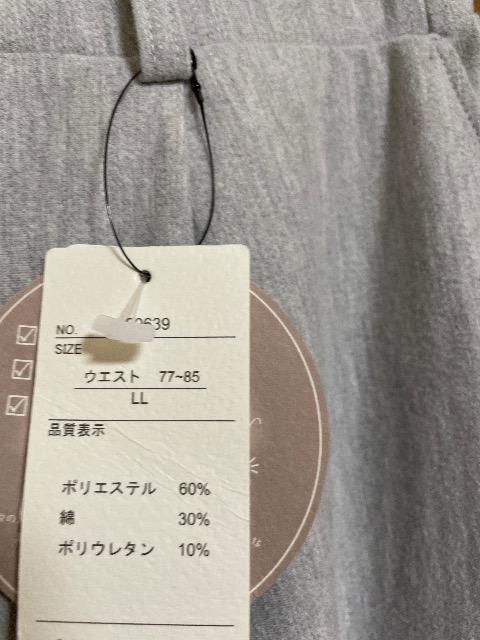 NO. 639
SIZE
ウエスト 77~85
LL
品質表示
ポリエステル 60%
綿 30%
ポリウレタン 10%